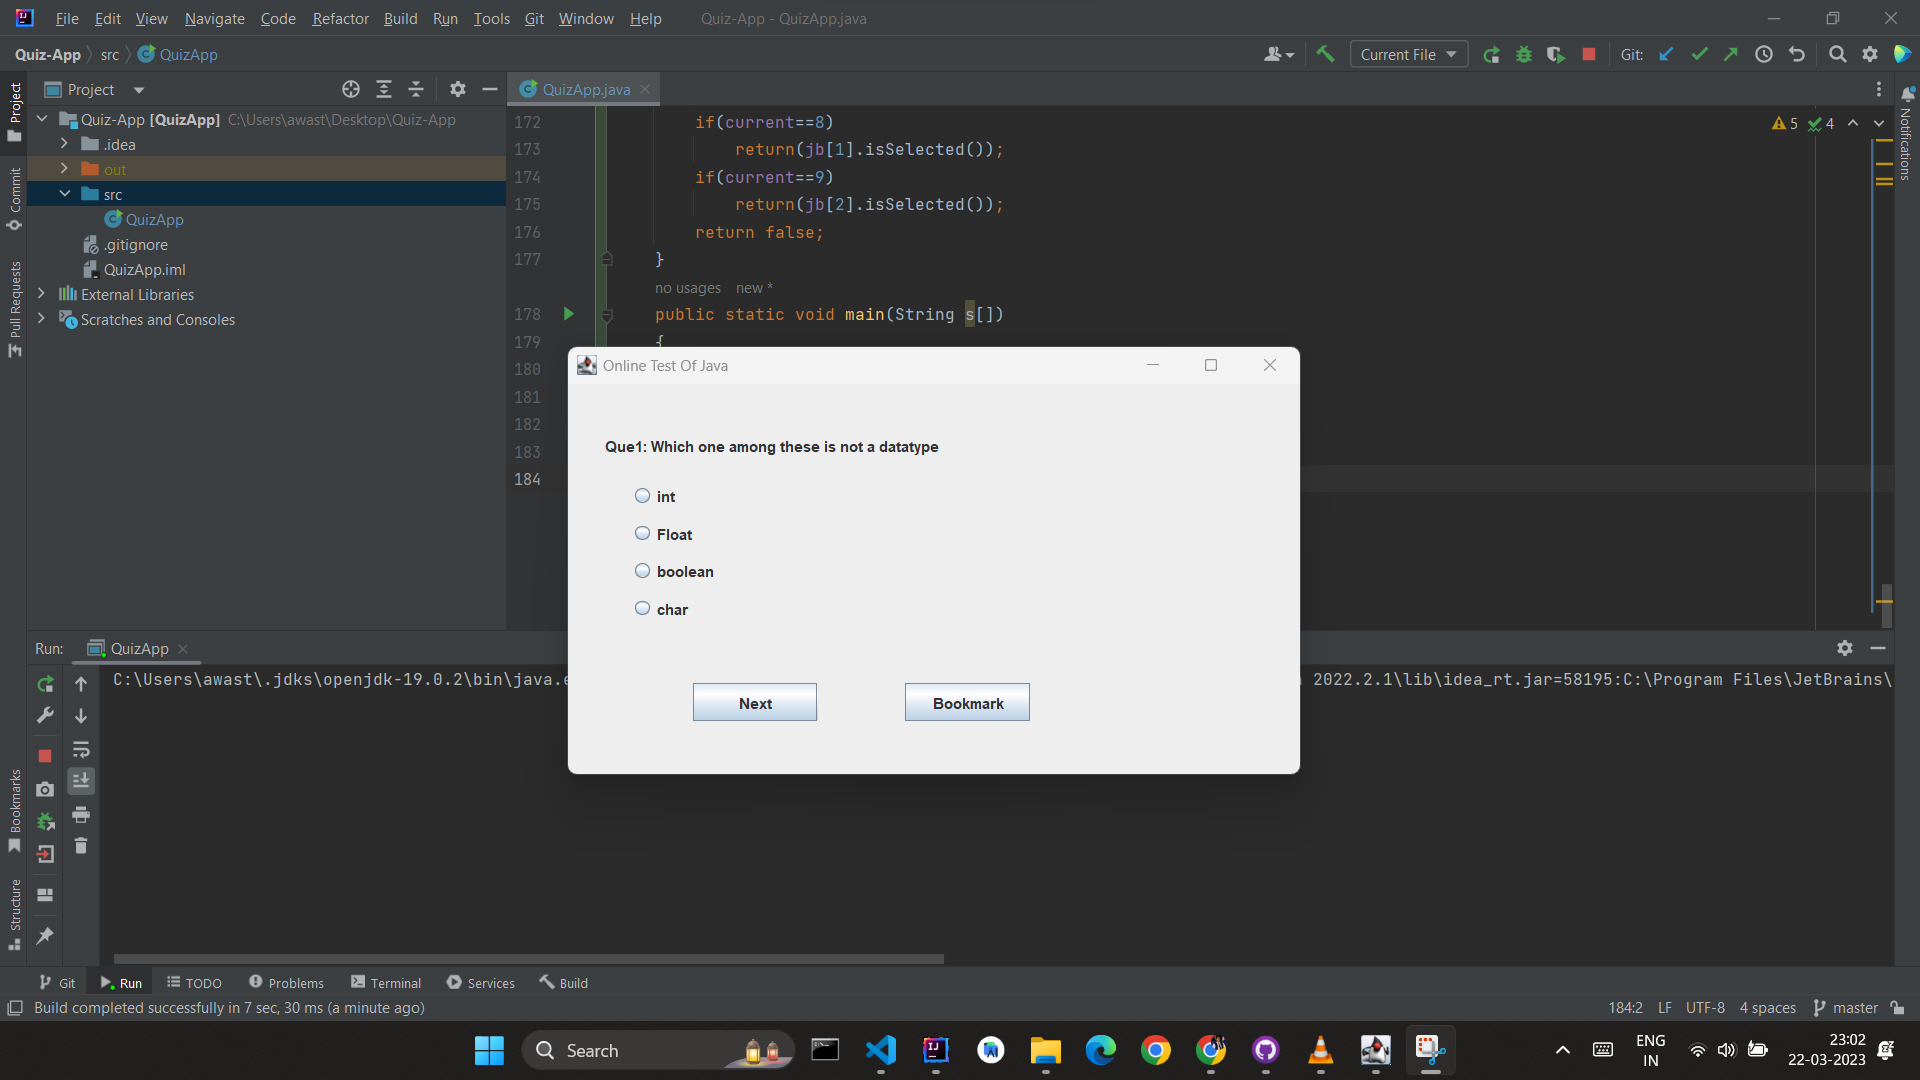 File Edit View Navigate Code Refactor Build Run Tools Git Window Help Quiz-App - QuizApp.java
Quiz-App src QuizApp Current File Git:
Project
QuizApp.java
Quiz-App [QuizApp] C:\Users\awast\Desktop\Quiz-App
.idea
out
src
QuizApp
.gitignore
QuizApp.iml
External Libraries
Scratches and Consoles
Project
Commit
Pull Requests
Bookmarks
Structure
Notifications
5 4
172 if(current==8)
173 return(jb[1].isSelected());
174 if(current==9)
175 return(jb[2].isSelected());
176 return false;
177 }
no usages new *
178 public static void main(String s[])
179 {
180
181
182
183
184
Online Test Of Java
Que1: Which one among these is not a datatype
int
Float
boolean
char
Next Bookmark
Run: QuizApp
C:\Users\awast\.jdks\openjdk-19.0.2\bin\java.e 2022.2.1\lib\idea_rt.jar=58195:C:\Program Files\JetBrains\
Git Run TODO Problems Terminal Services Build
Build completed successfully in 7 sec, 30 ms (a minute ago) 184:2 LF UTF-8 4 spaces master
Search
ENG
IN
23:02
22-03-2023